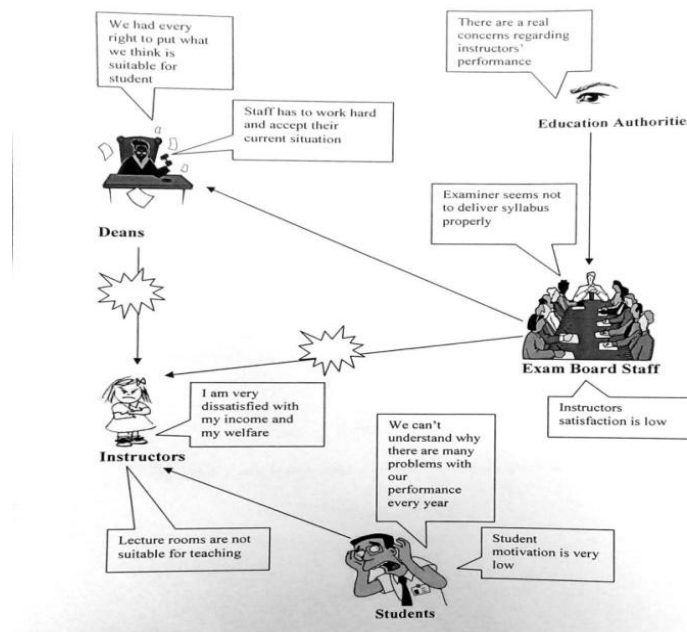 We had every
right to put what
we think is
suitable for
student
There are a real
concerns regarding
instructors'
performance
Staff has to work hard
and accept their
current situation
Education Authorities
Examiner seems not
to deliver syllabus
properly
Deans
Exam Board Staff
I am very
dissatisfied with
my income and
my welfare
Instructors
Instructors
satisfaction is low
We can't
understand why
there are many
problems with
our
performance
every year
Lecture rooms are not
suitable for teaching
Student
motivation is very
low
Students